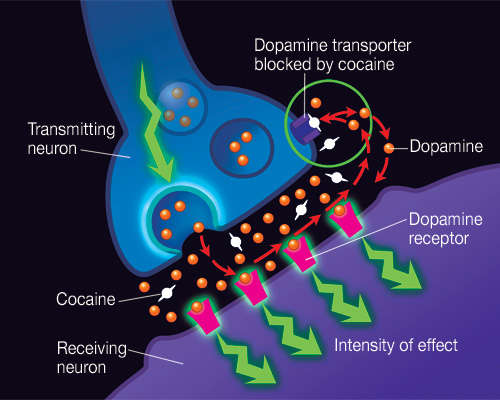 Dopamine transporter
blocked by cocaine
Transmitting
neuron
Dopamine
Dopamine
receptor
Cocaine
Receiving
neuron
Intensity of effect